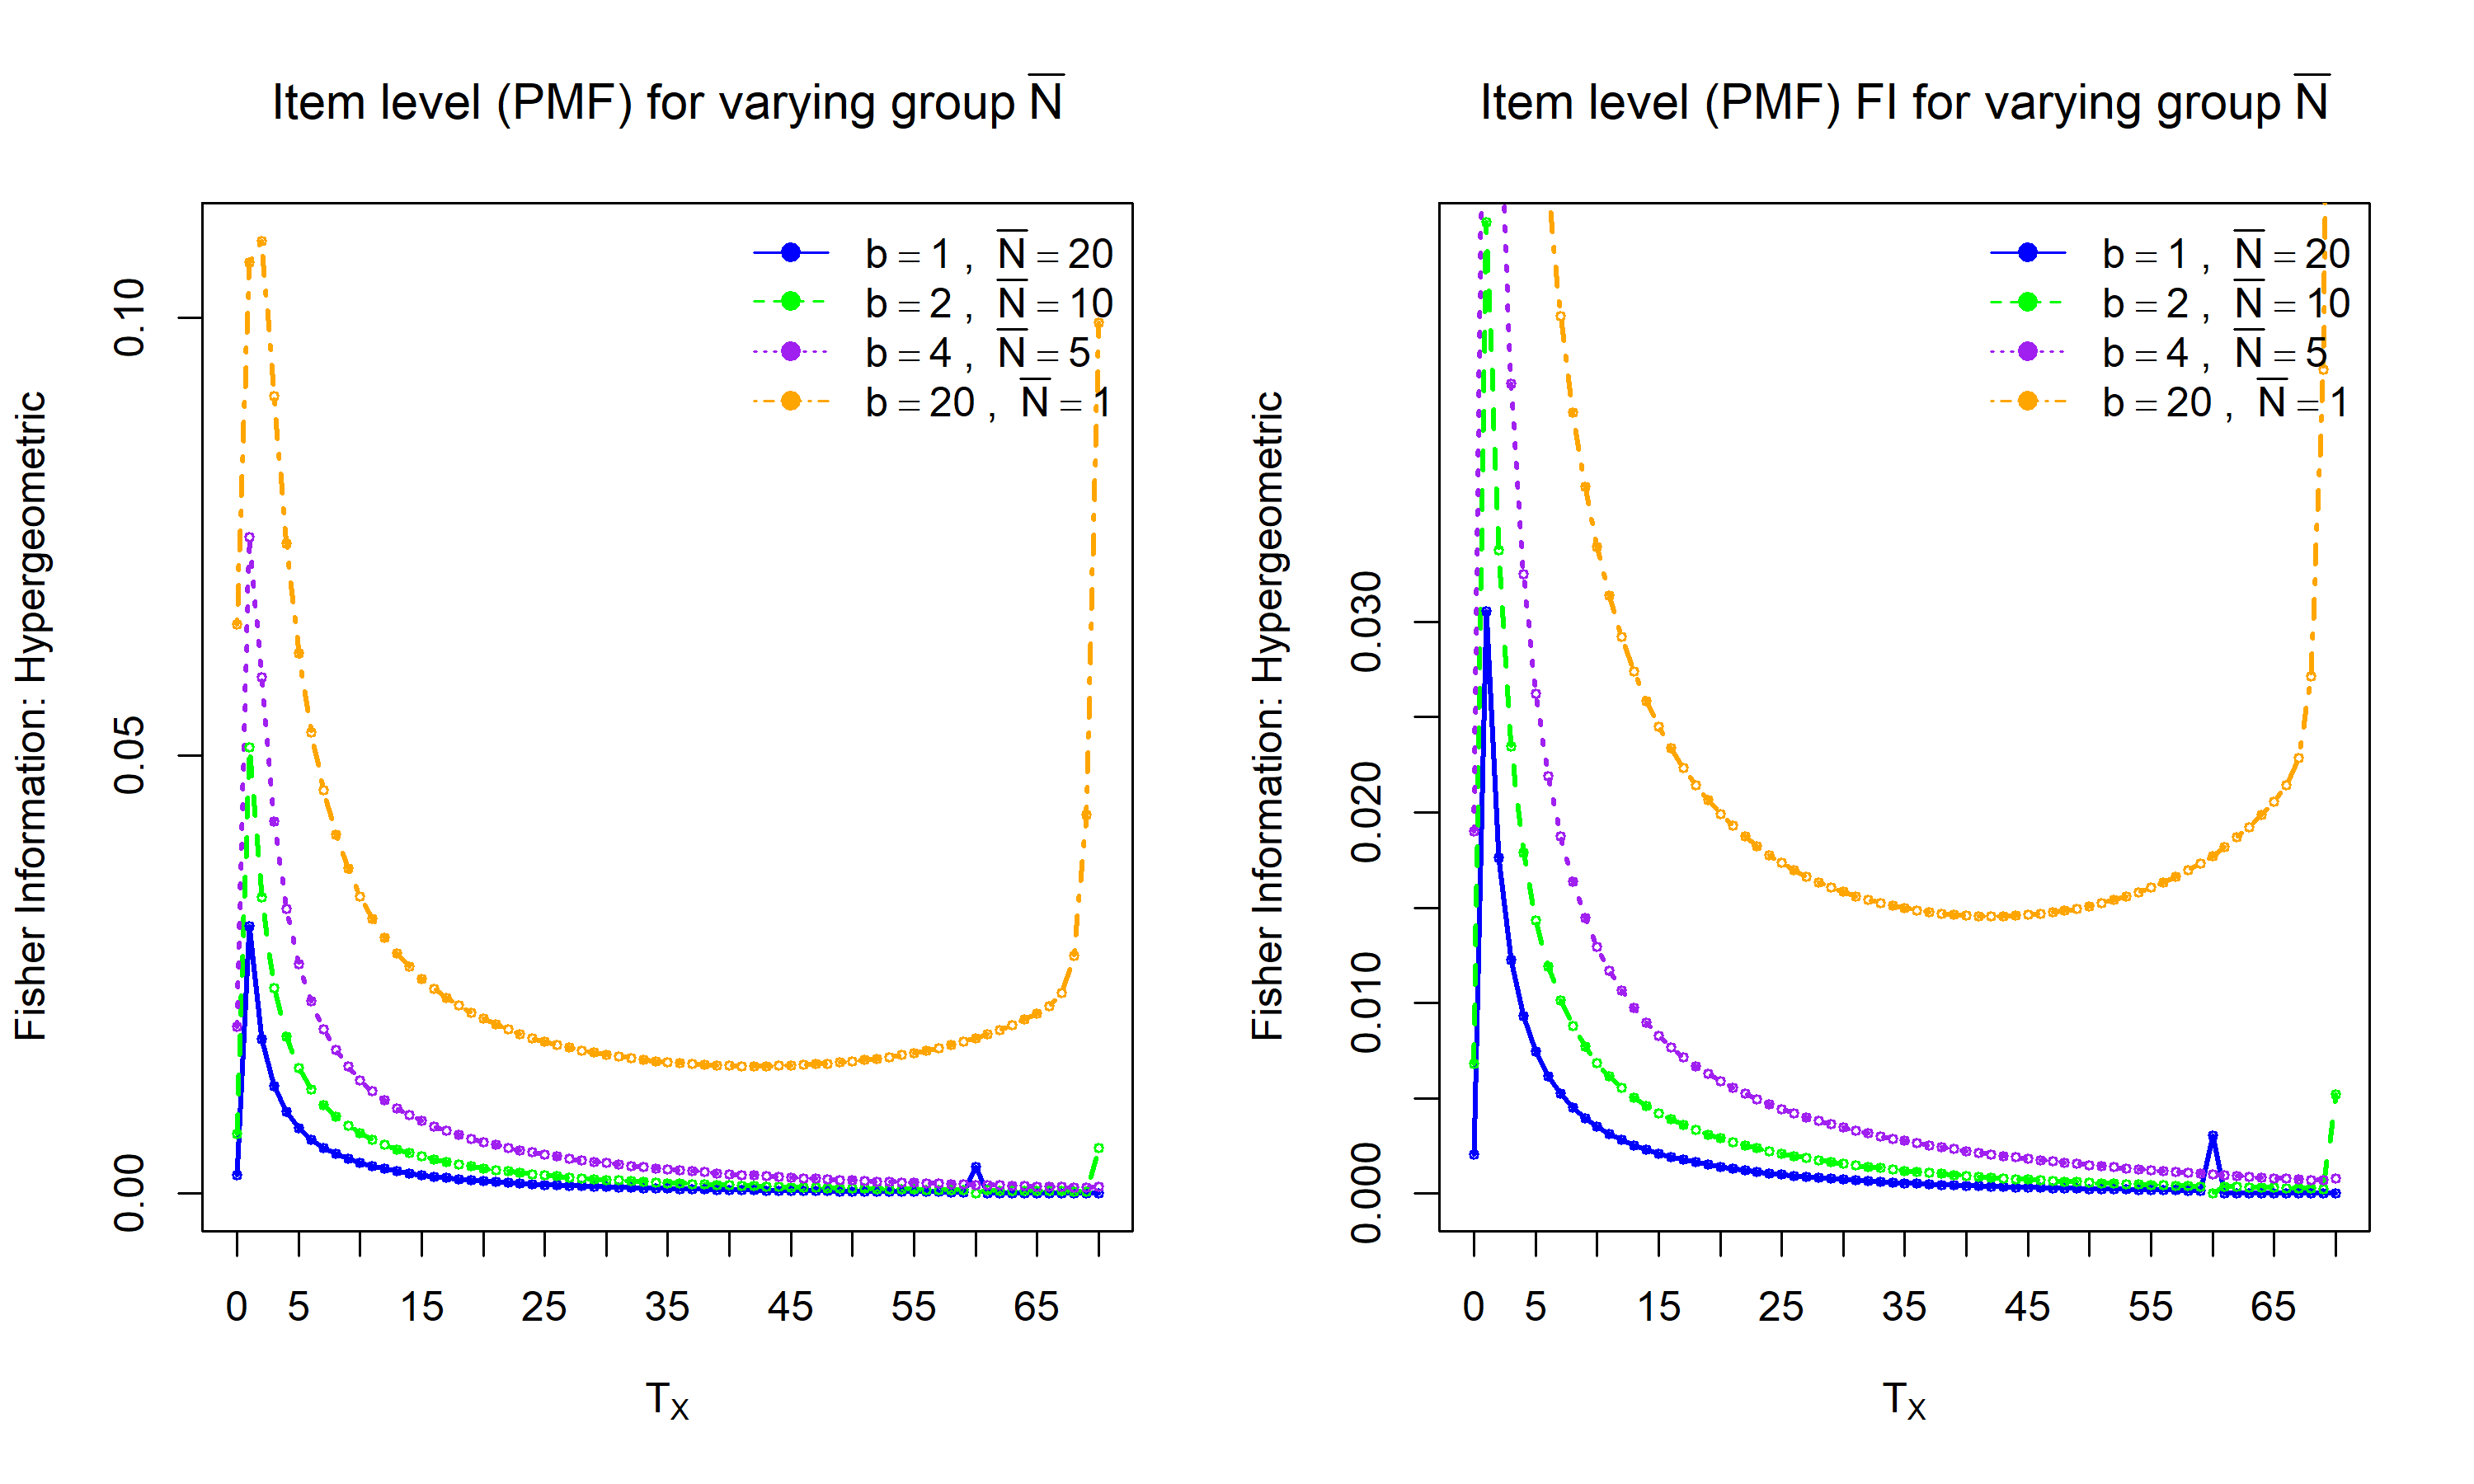 Item level (PMF) for varying group N̅
Fisher Information: Hypergeometric
0.10
0.05
0.00
b = 1 , N̅ = 20
b = 2 , N̅ = 10
b = 4 , N̅ = 5
b = 20 , N̅ = 1
0 5 15 25 35 45 55 65
T_X
Item level (PMF) FI for varying group N̅
Fisher Information: Hypergeometric
0.030
0.020
0.010
0.000
b = 1 , N̅ = 20
b = 2 , N̅ = 10
b = 4 , N̅ = 5
b = 20 , N̅ = 1
0 5 15 25 35 45 55 65
T_X